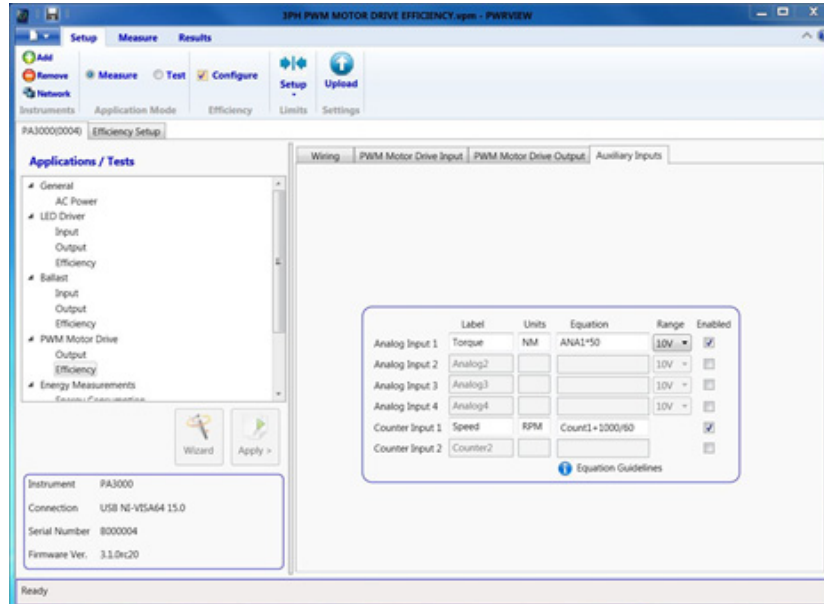 3PH PWM MOTOR DRIVE EFFICIENCY.vpm - PWRVIEW
Setup Measure Results
Add
Remove
Network
Measure Test Configure
Setup Upload
Instruments Application Mode Efficiency Limits Settings
PA3000(0004) Efficiency Setup
Applications / Tests
General
AC Power
LED Driver
Input
Output
Efficiency
Ballast
Input
Output
Efficiency
PWM Motor Drive
Output
Efficiency
Energy Measurements
Energy Consumption
Wizard Apply >
Instrument PA3000
Connection USB NI-VISA64 15.0
Serial Number B000004
Firmware Ver. 3.1.0rc20
Wiring PWM Motor Drive Input PWM Motor Drive Output Auxiliary Inputs
Label Units Equation Range Enabled
Analog Input 1 Torque NM ANA1*50 10V
Analog Input 2 Analog2 10V
Analog Input 3 Analog3 10V
Analog Input 4 Analog4 10V
Counter Input 1 Speed RPM Count1+1000/60
Counter Input 2 Counter2
Equation Guidelines
Ready